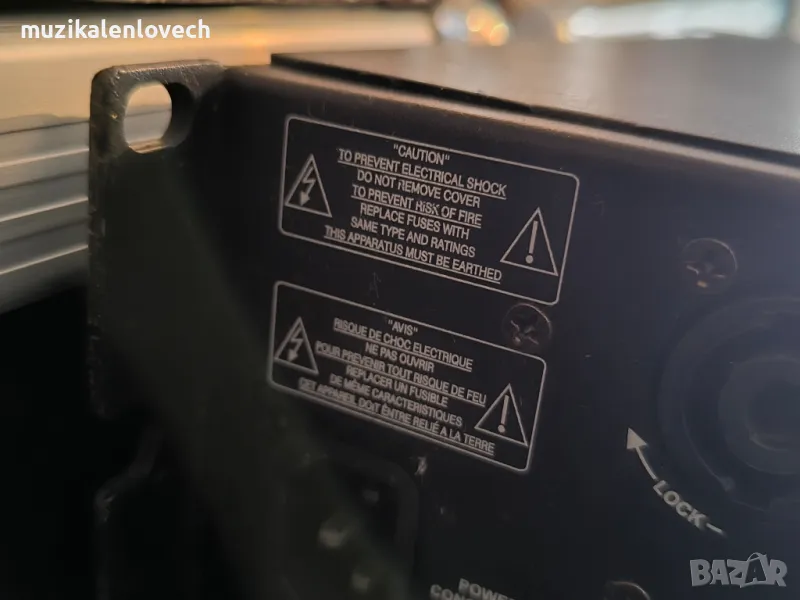 muzikalenlovech
"CAUTION"
TO PREVENT ELECTRICAL SHOCK
DO NOT REMOVE COVER
TO PREVENT RISK OF FIRE
REPLACE FUSES WITH
SAME TYPE AND RATINGS
THIS APPARATUS MUST BE EARTHED
"AVIS"
RISQUE DE CHOC ELECTRIQUE
NE PAS OUVRIR
POUR PREVENIR TOUT RISQUE DE FEU
REPLACER UN FUSIBLE
DE MÊME CARACTERISTIQUES
CET APPAREIL DOIT ÊNTRE RELIÉ A LA TERRE
LOCK
POWER
BAZAR